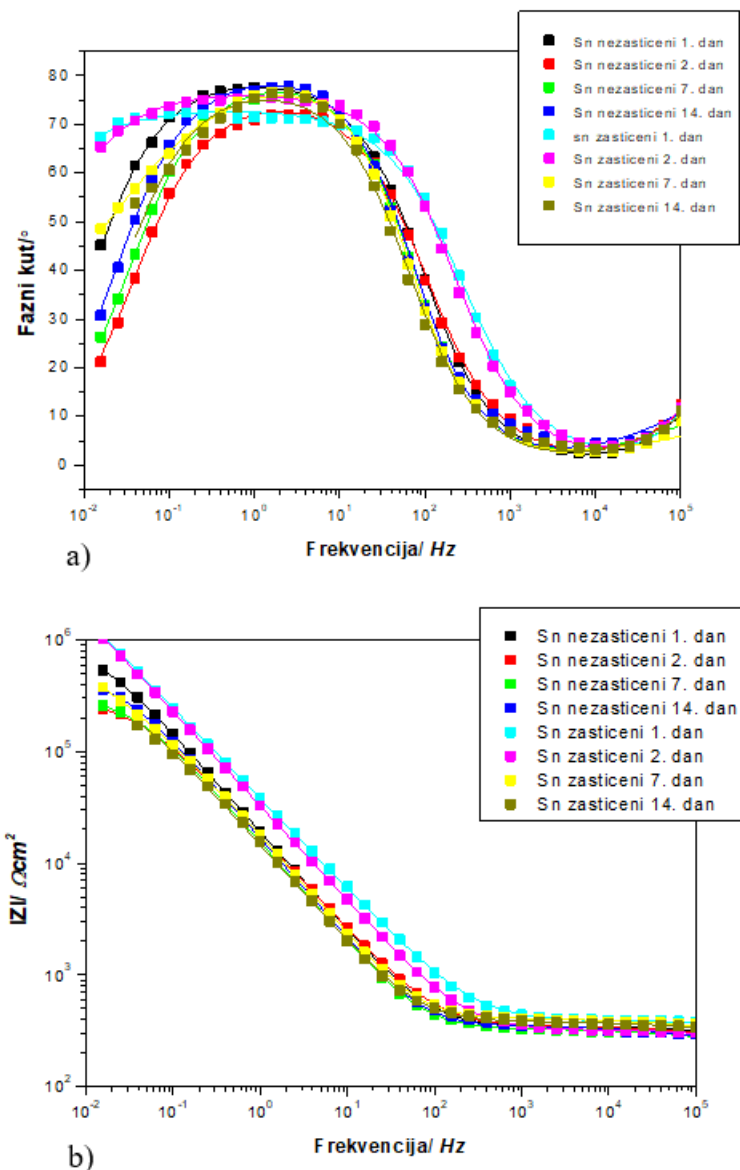 Sn nezasticeni 1. dan
Sn nezasticeni 2. dan
Sn nezasticeni 7. dan
Sn nezasticeni 14. dan
sn zasticeni 1. dan
Sn zasticeni 2. dan
Sn zasticeni 7. dan
Sn zasticeni 14. dan
80
70
60
50
40
30
20
10
0
Fazni kut/°
10⁻² 10⁻¹ 10⁰ 10¹ 10² 10³ 10⁴ 10⁵
Frekvencija/ Hz
a)
Sn nezasticeni 1. dan
Sn nezasticeni 2. dan
Sn nezasticeni 7. dan
Sn nezasticeni 14. dan
Sn zasticeni 1. dan
Sn zasticeni 2. dan
Sn zasticeni 7. dan
Sn zasticeni 14. dan
10⁶
10⁵
10⁴
10³
10²
IZI/ Ωcm²
10⁻² 10⁻¹ 10⁰ 10¹ 10² 10³ 10⁴ 10⁵
Frekvencija/ Hz
b)